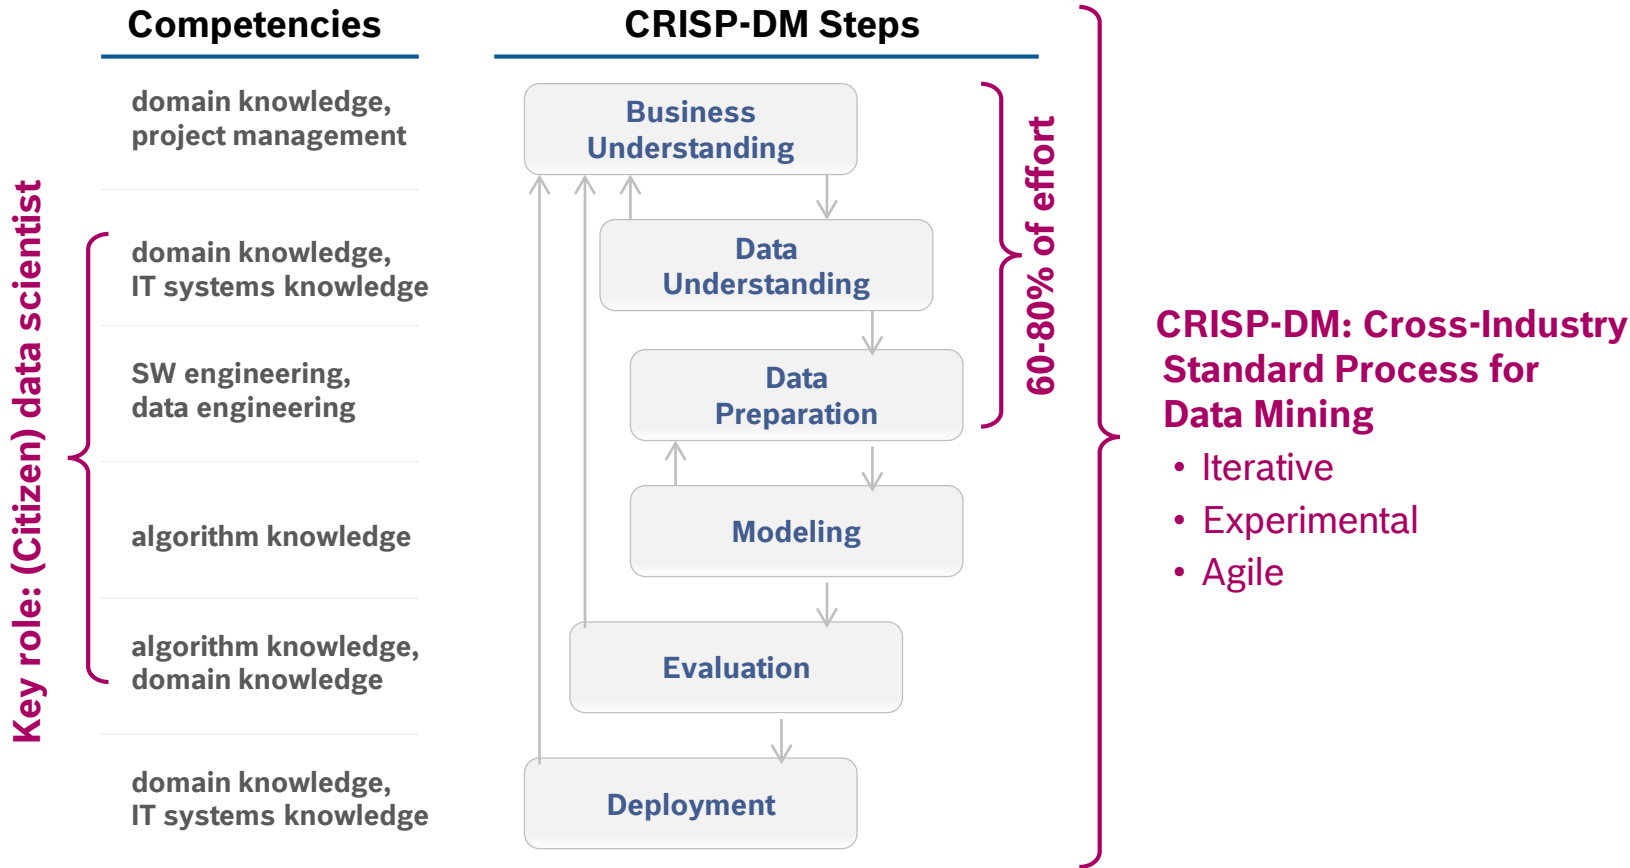 Competencies
CRISP-DM Steps
Key role: (Citizen) data scientist
domain knowledge,
project management
domain knowledge,
IT systems knowledge
SW engineering,
data engineering
algorithm knowledge
algorithm knowledge,
domain knowledge
domain knowledge,
IT systems knowledge
Business
Understanding
Data
Understanding
Data
Preparation
Modeling
Evaluation
Deployment
60-80% of effort
CRISP-DM: Cross-Industry
Standard Process for
Data Mining
• Iterative
• Experimental
• Agile